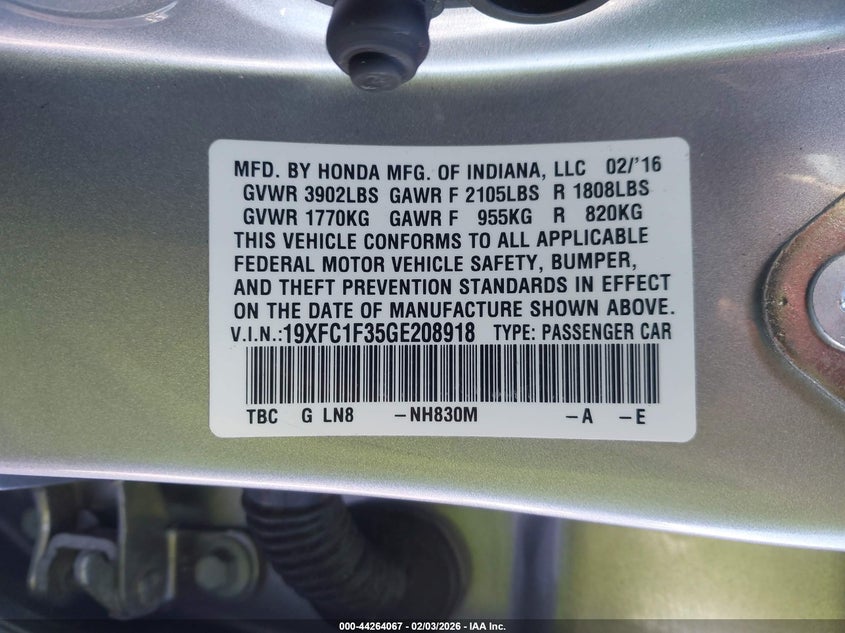 MFD. BY HONDA MFG. OF INDIANA, LLC 02/'16
GVWR 3902LBS GAWR F 2105LBS R 1808LBS
GVWR 1770KG GAWR F 955KG R 820KG
THIS VEHICLE CONFORMS TO ALL APPLICABLE
FEDERAL MOTOR VEHICLE SAFETY, BUMPER,
AND THEFT PREVENTION STANDARDS IN EFFECT
ON THE DATE OF MANUFACTURE SHOWN ABOVE.
V.I.N.:19XFC1F35GE208918 TYPE: PASSENGER CAR
TBC G LN8 –NH830M –A –E
000-44264067 - 02/03/2026 - IAA Inc.